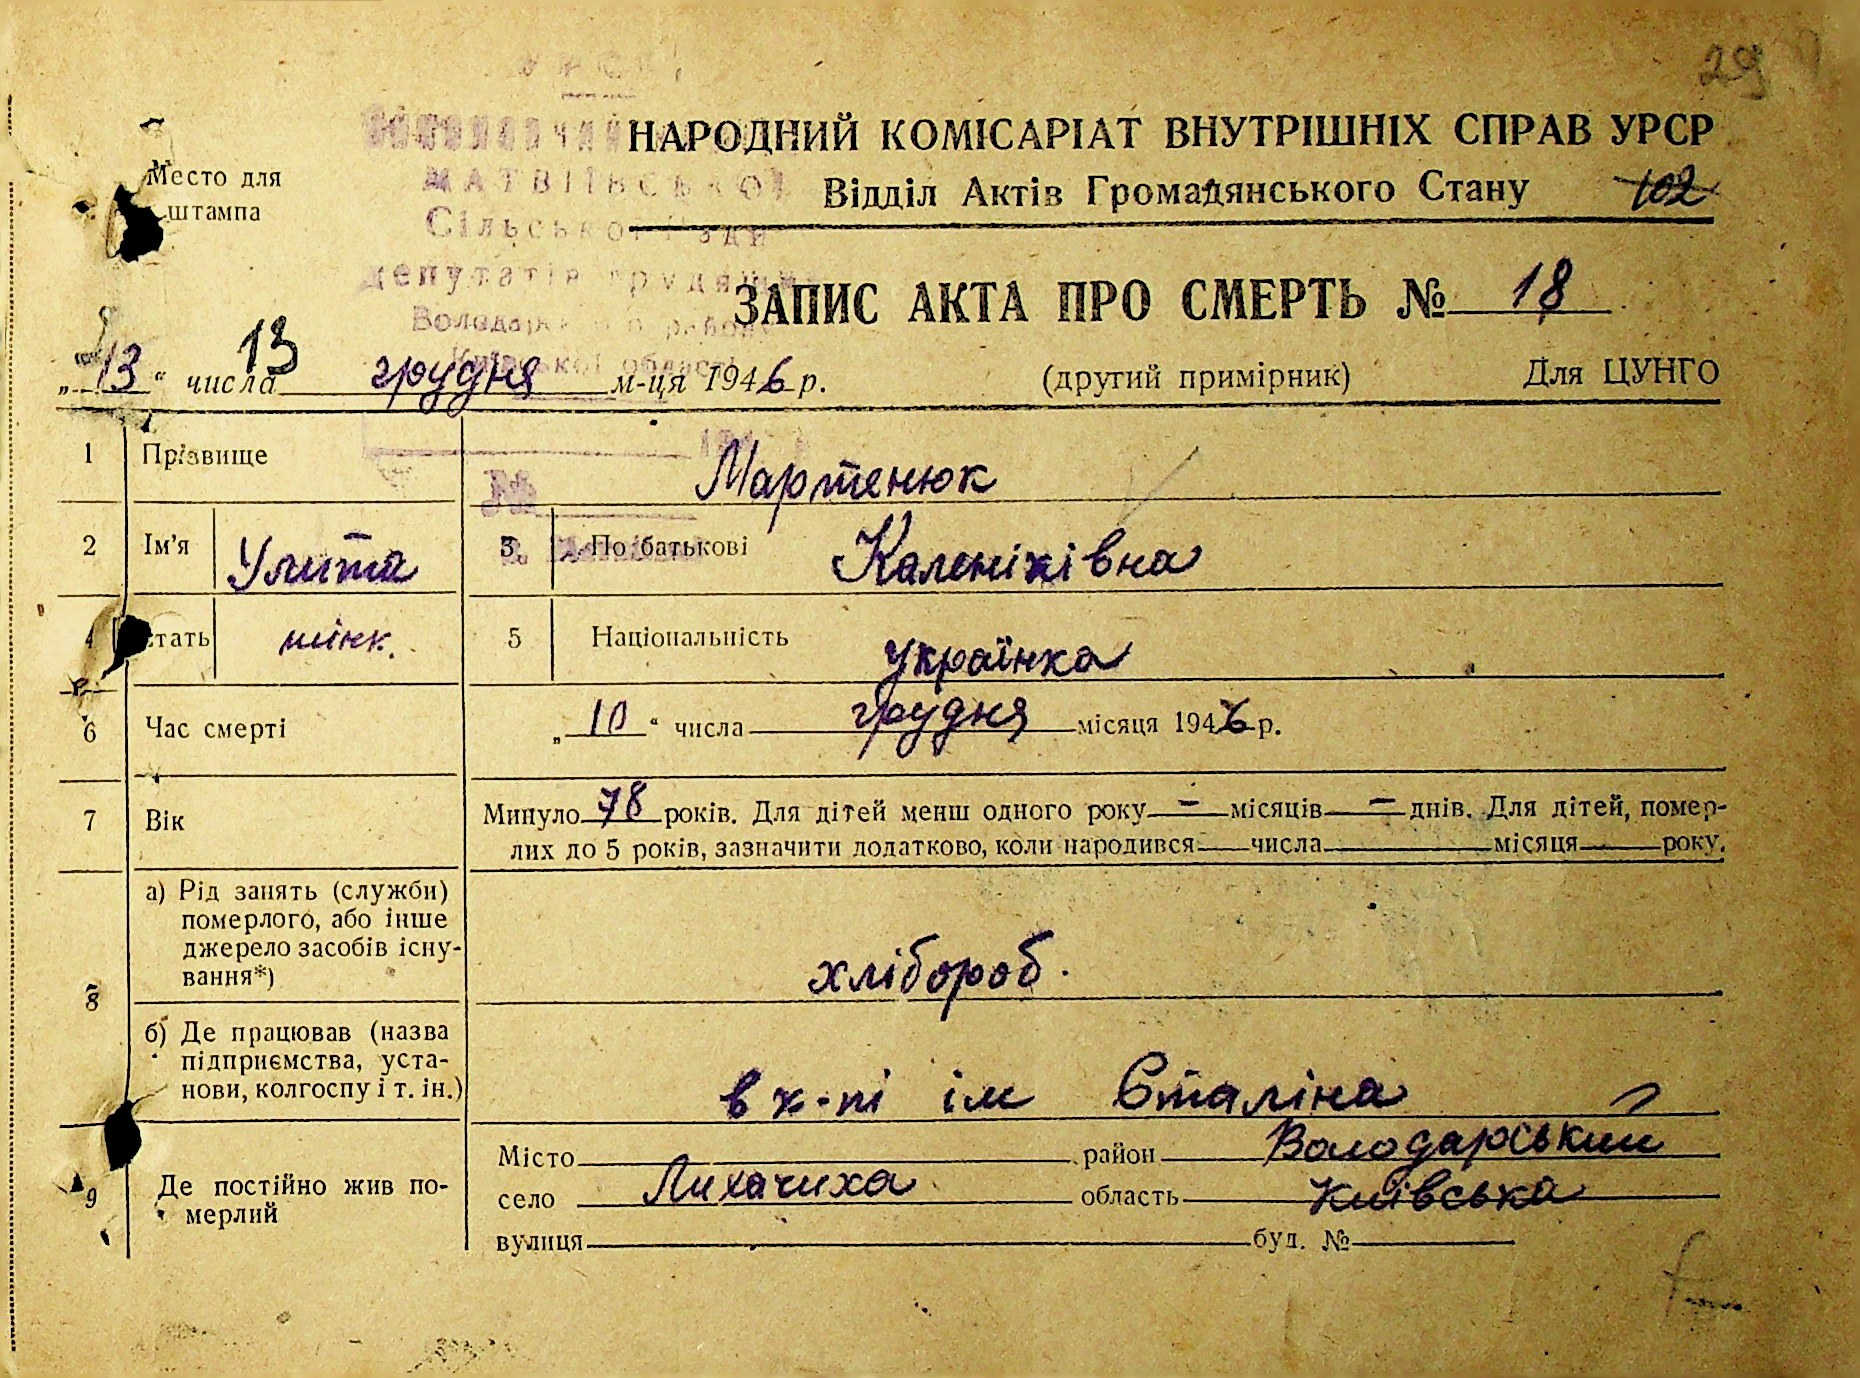 29
НАРОДНИЙ КОМІСАРІАТ ВНУТРІШНІХ СПРАВ УРСР
Место для штампа
Відділ Актів Громадянського Стану 102
МАТВІЇВСЬКОЇ
Сільської
депутатів трудящих
ЗАПИС АКТА ПРО СМЕРТЬ № 18
13
„13“ числа грудня м-ця 1946 р. (другий примірник) Для ЦУНГО
1 Прізвище Мартенюк
2 Ім'я Улита 3 По батькові Каленіківна
4 Стать жінк. 5 Національність українка
6 Час смерті „10“ числа грудня місяця 1946 р.
7 Вік Минуло 78 років. Для дітей менш одного року — місяців — днів. Для дітей, помер-
лих до 5 років, зазначити додатково, коли народився числа місяця року.
8 а) Рід занять (служби)
померлого, або інше
джерело засобів існу-
вання*)
хлібороб.
б) Де працював (назва
підприємства, уста-
нови, колгоспу і т. ін.)
в к-пі ім Сталіна
9 Де постійно жив по-
мерлий
Місто район Володарський
село Лихачиха область Київська
вулиця буд. №